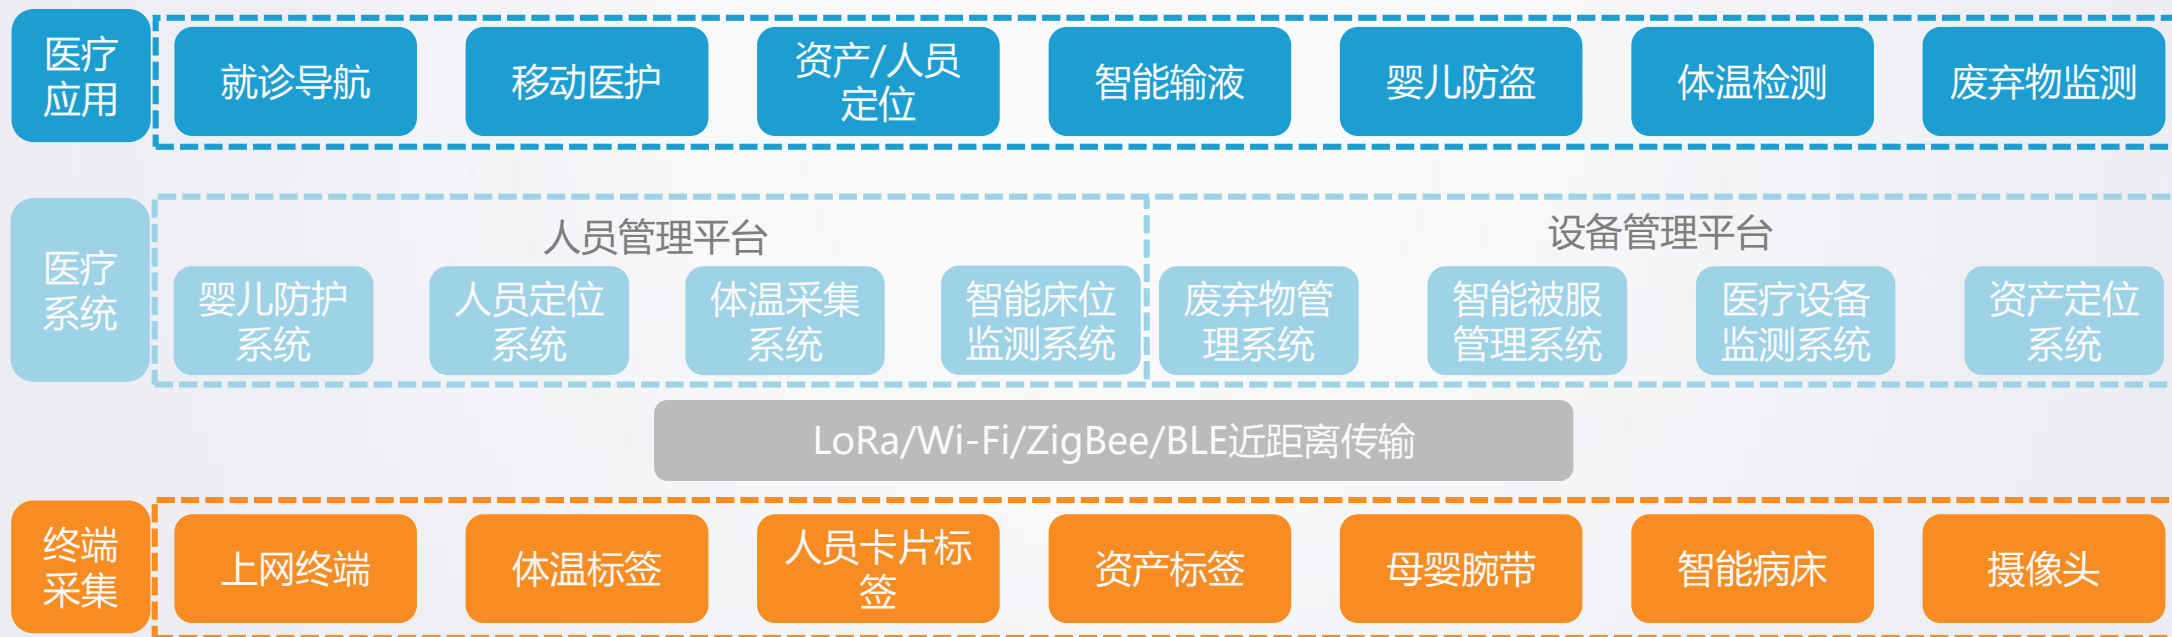 医疗
应用
就诊导航
移动医护
资产/人员
定位
智能输液
婴儿防盗
体温检测
废弃物监测
医疗
系统
人员管理平台
婴儿防护
系统
人员定位
系统
体温采集
系统
智能床位
监测系统
设备管理平台
废弃物管
理系统
智能被服
管理系统
医疗设备
监测系统
资产定位
系统
LoRa/Wi-Fi/ZigBee/BLE近距离传输
终端
采集
上网终端
体温标签
人员卡片标
签
资产标签
母婴腕带
智能病床
摄像头